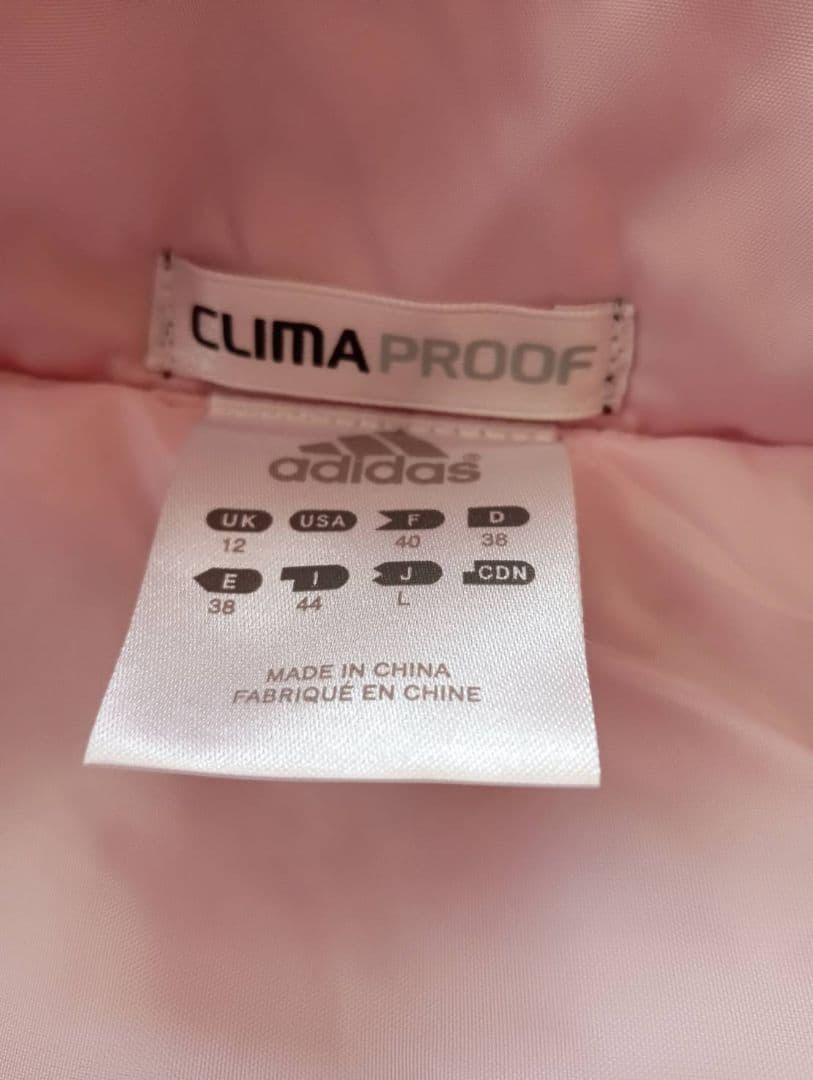 CLIMAPROOF
adidas®
UK USA F D
12 40 38
E I J CDN
38 44 L
MADE IN CHINA
FABRIQUÉ EN CHINE